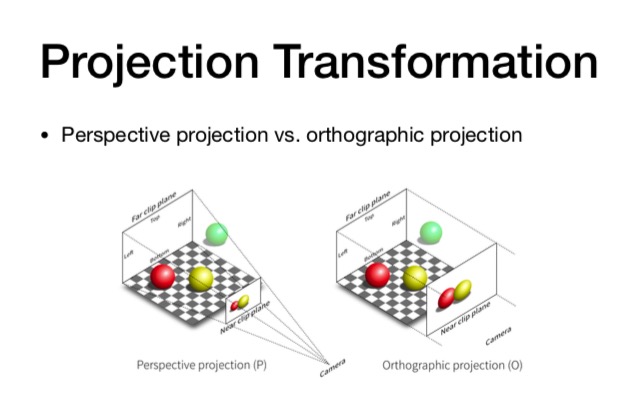 Projection Transformation
• Perspective projection vs. orthographic projection
Far clip plane
Top
Right
Left
Bottom
Near clip plane
Camera
Perspective projection (P)
Far clip plane
Top
Right
Left
Bottom
Near clip plane
Camera
Orthographic projection (O)